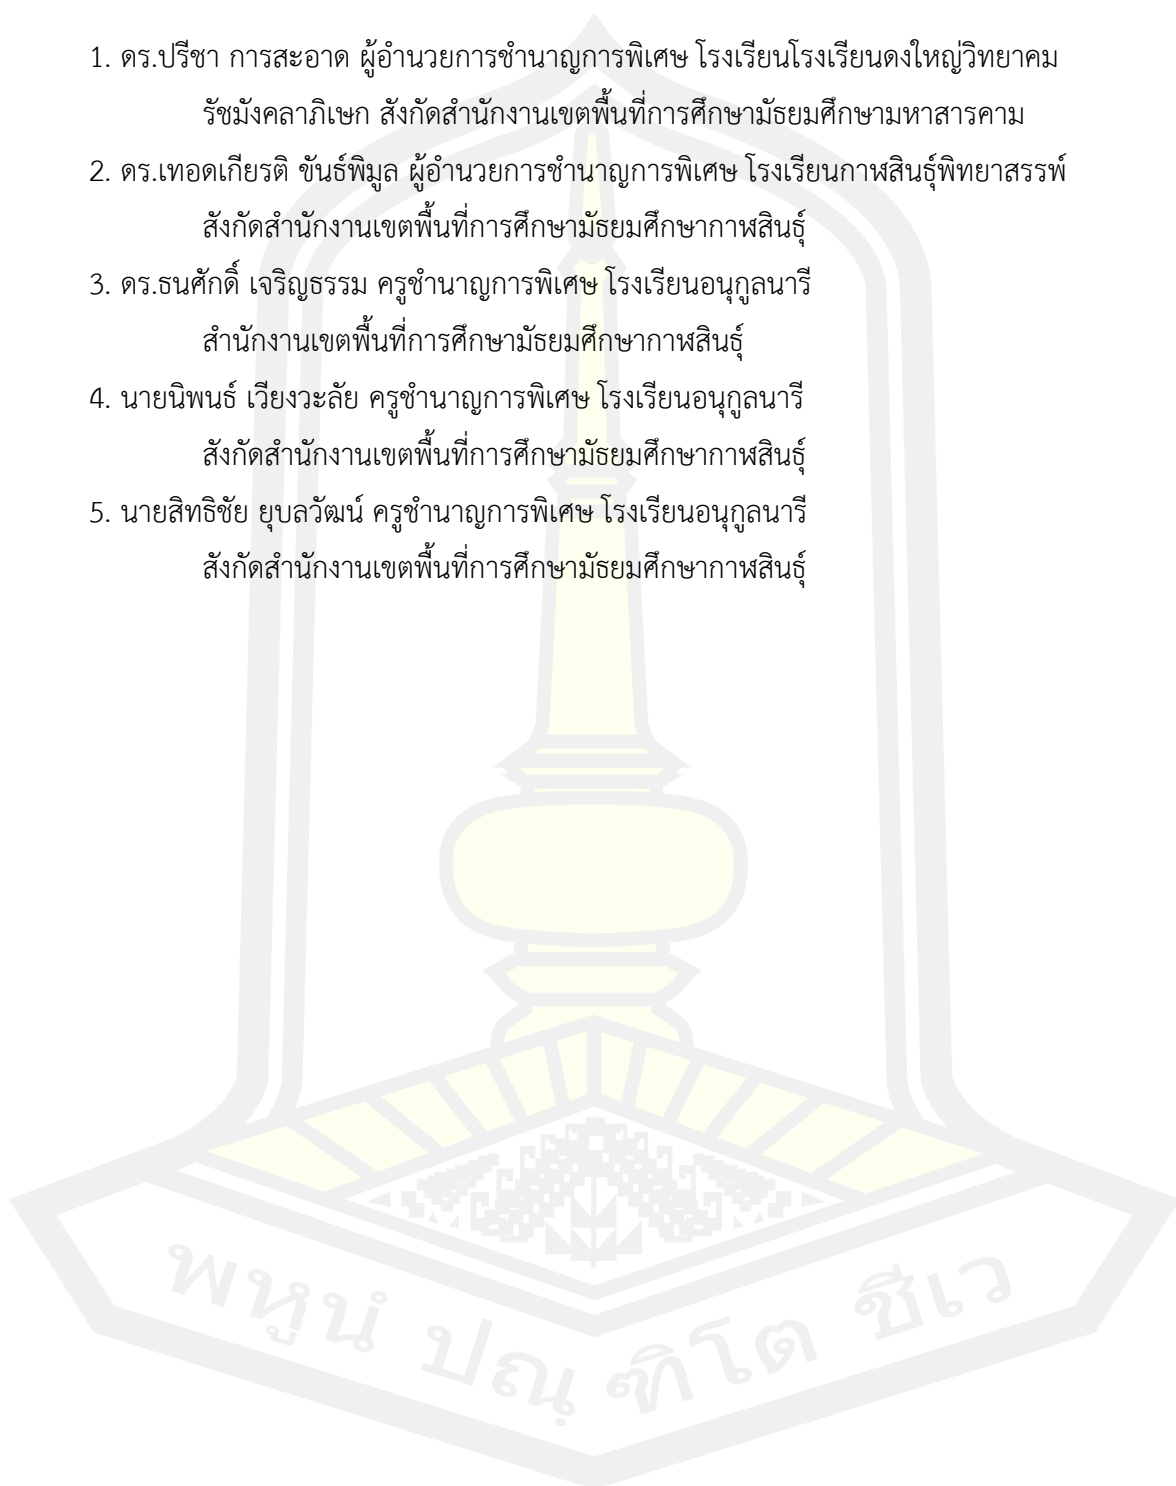 1. ดร.ปรีชา การสะอาด ผู้อำนวยการชำนาญการพิเศษ โรงเรียนโรงเรียนดงใหญ่วิทยาคม
รัชมังคลาภิเษก สังกัดสำนักงานเขตพื้นที่การศึกษามัธยมศึกษามหาสารคาม
2. ดร.เทอดเกียรติ ขันธ์พิมูล ผู้อำนวยการชำนาญการพิเศษ โรงเรียนกาฬสินธุ์พิทยาสรรพ์
สังกัดสำนักงานเขตพื้นที่การศึกษามัธยมศึกษากาฬสินธุ์
3. ดร.ธนศักดิ์ เจริญธรรม ครูชำนาญการพิเศษ โรงเรียนอนุกูลนารี
สำนักงานเขตพื้นที่การศึกษามัธยมศึกษากาฬสินธุ์
4. นายนิพนธ์ เวียงวะลัย ครูชำนาญการพิเศษ โรงเรียนอนุกูลนารี
สังกัดสำนักงานเขตพื้นที่การศึกษามัธยมศึกษากาฬสินธุ์
5. นายสิทธิชัย ยุบลวัฒน์ ครูชำนาญการพิเศษ โรงเรียนอนุกูลนารี
สังกัดสำนักงานเขตพื้นที่การศึกษามัธยมศึกษากาฬสินธุ์
พหูนํ ปณฺฑิโต ชีเว